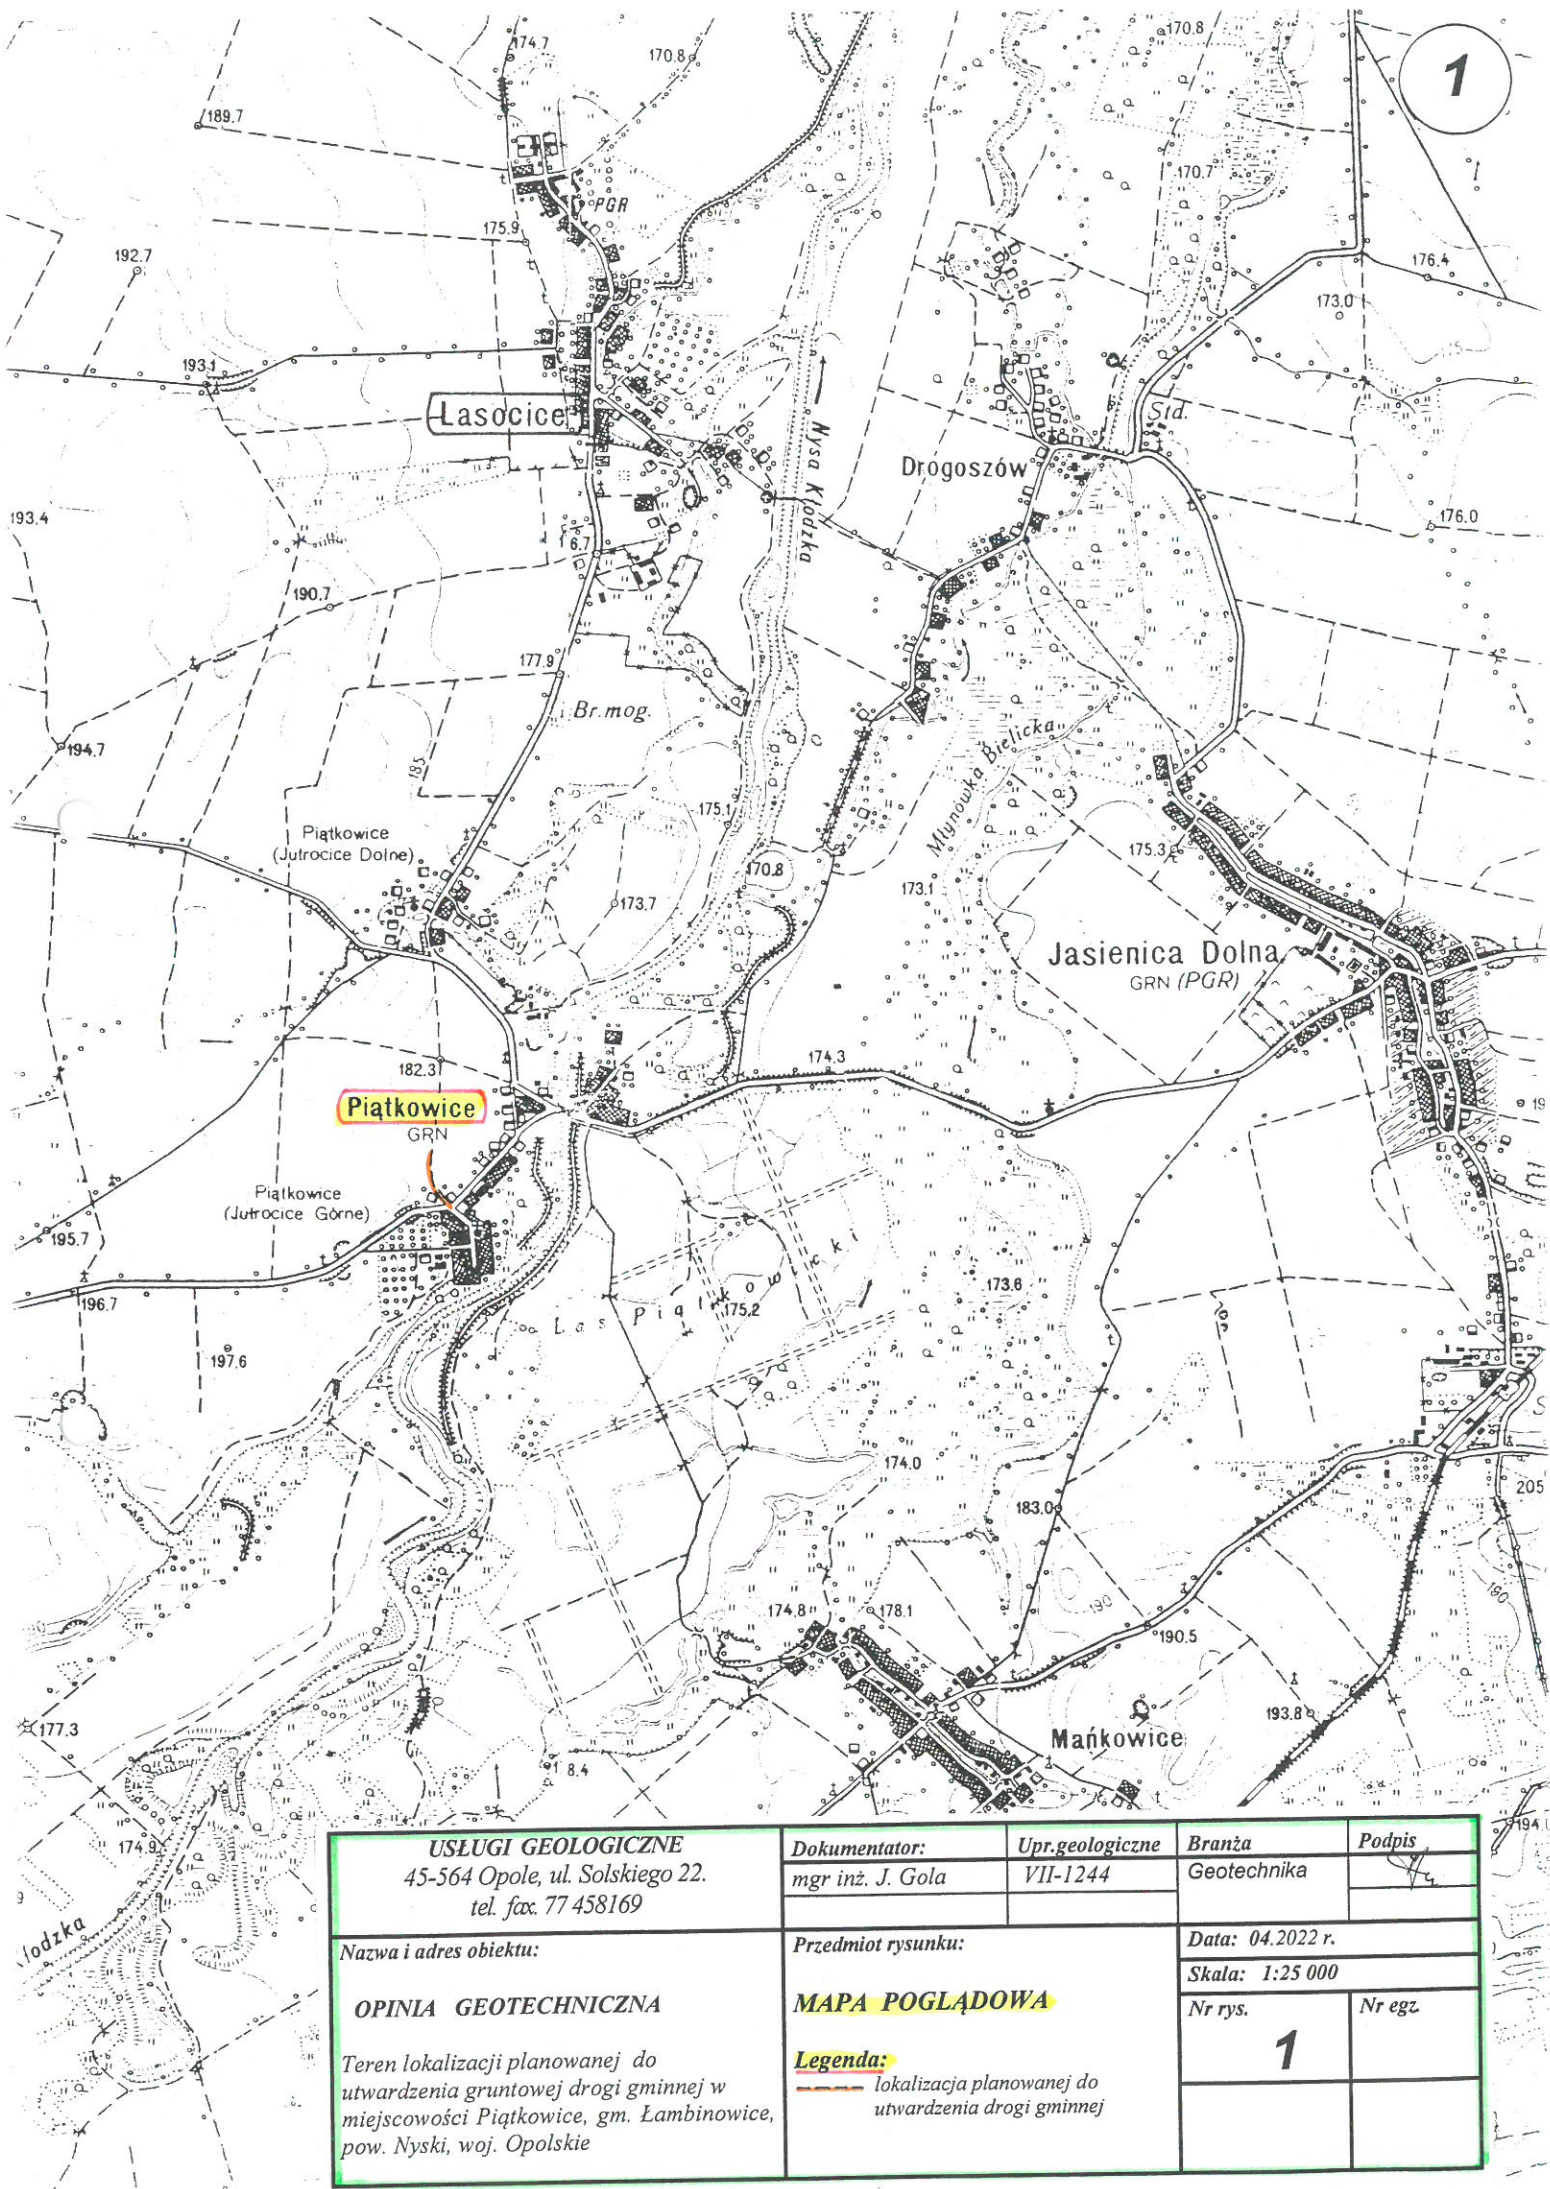 1
174.7
170.8
170.8
189.7
PGR
170.7
175.9
192.7
176.4
173.0
193.1
Lasocice
Nysa Kłodzka
Drogoszów
193.4
176.0
190.7
177.9
Br.mog.
194.7
185
Młynówka Bielicka
175.1
Piątkowice
(Jutrocice Dolne)
175.3
170.8
173.1
173.7
Jasienica Dolna
GRN (PGR)
174.3
182.3
Piątkowice
GRN
Piątkowice
(Jutrocice Górne)
195.7
173.6
196.7
Las Piątkowicki
175.2
197.6
174.0
183.0
205
174.8
178.1
190
190
190.5
177.3
193.8
Mańkowice
8.4
174.9
194.
łodzka
USŁUGI GEOLOGICZNE
45-564 Opole, ul. Solskiego 22.
tel. fax. 77 458169
Dokumentator:
Upr.geologiczne
Branża
Podpis
mgr inż. J. Gola
VII-1244
Geotechnika
Nazwa i adres obiektu:
Przedmiot rysunku:
Data: 04.2022 r.
Skala: 1:25 000
OPINIA GEOTECHNICZNA
MAPA POGLĄDOWA
Nr rys.
Nr egz.
1
Teren lokalizacji planowanej do
utwardzenia gruntowej drogi gminnej w
miejscowości Piątkowice, gm. Łambinowice,
pow. Nyski, woj. Opolskie
Legenda:
lokalizacja planowanej do
utwardzenia drogi gminnej